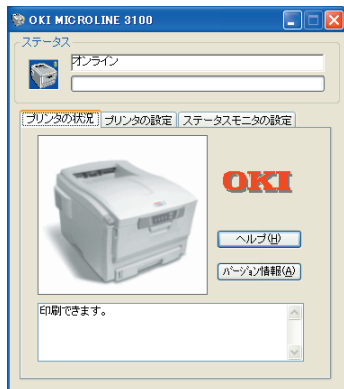 OKI MICROLINE 3100
ステータス
オンライン
プリンタの状況 プリンタの設定 ステータスモニタの設定
OKI
ヘルプ(H)
バージョン情報(A)
印刷できます。